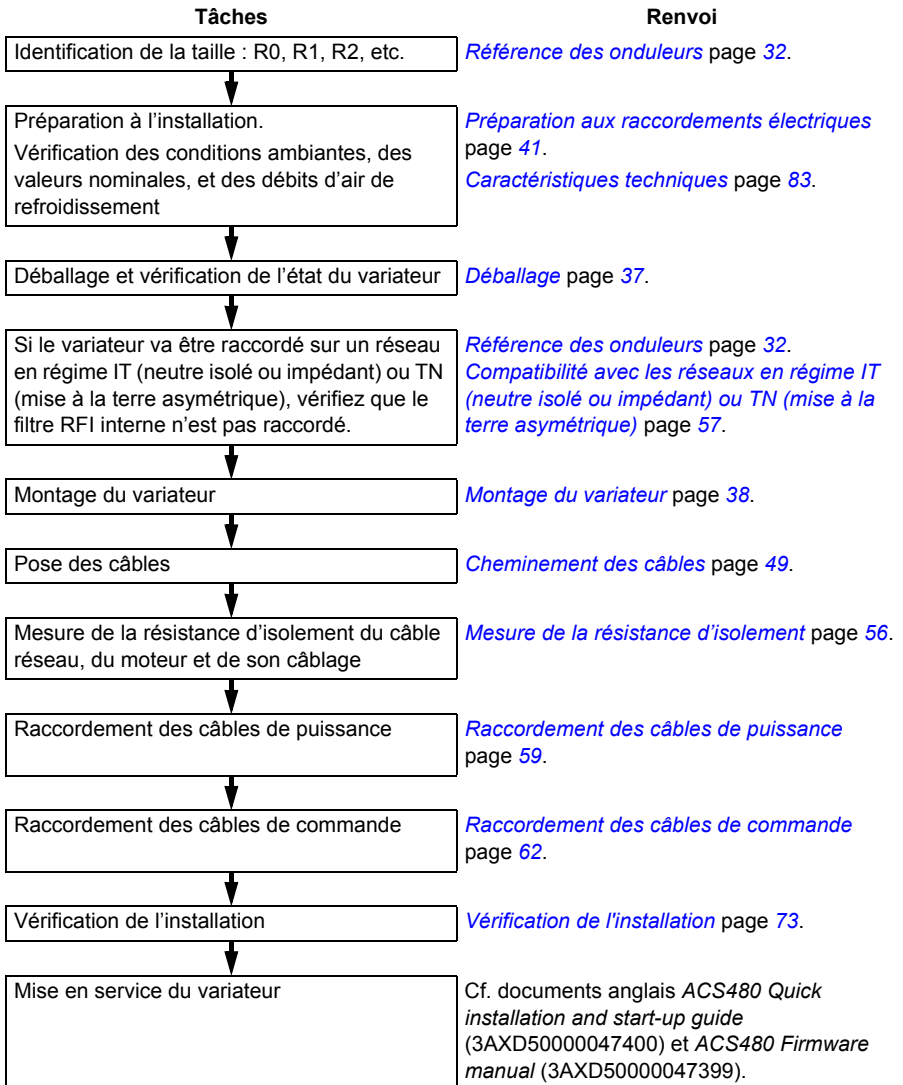 Tâches
Renvoi
Identification de la taille : R0, R1, R2, etc.
Référence des onduleurs page 32.
Préparation à l’installation.
Vérification des conditions ambiantes, des
valeurs nominales, et des débits d’air de
refroidissement
Préparation aux raccordements électriques
page 41.
Caractéristiques techniques page 83.
Déballage et vérification de l’état du variateur
Déballage page 37.
Si le variateur va être raccordé sur un réseau
en régime IT (neutre isolé ou impédant) ou TN
(mise à la terre asymétrique), vérifiez que le
filtre RFI interne n’est pas raccordé.
Référence des onduleurs page 32.
Compatibilité avec les réseaux en régime IT
(neutre isolé ou impédant) ou TN (mise à la
terre asymétrique) page 57.
Montage du variateur
Montage du variateur page 38.
Pose des câbles
Cheminement des câbles page 49.
Mesure de la résistance d’isolement du câble
réseau, du moteur et de son câblage
Mesure de la résistance d’isolement page 56.
Raccordement des câbles de puissance
Raccordement des câbles de puissance
page 59.
Raccordement des câbles de commande
Raccordement des câbles de commande
page 62.
Vérification de l’installation
Vérification de l'installation page 73.
Mise en service du variateur
Cf. documents anglais ACS480 Quick
installation and start-up guide
(3AXD50000047400) et ACS480 Firmware
manual (3AXD50000047399).